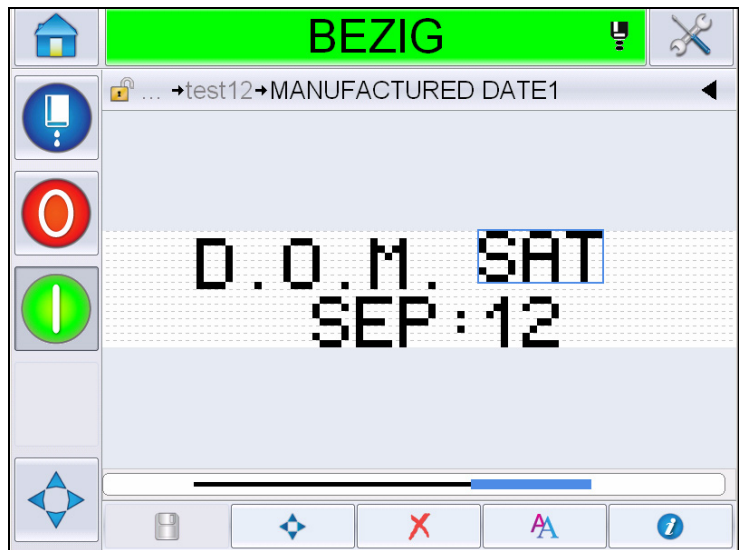 BEZIG
... →test12→MANUFACTURED DATE1
D.O.M. SAT
SEP:12